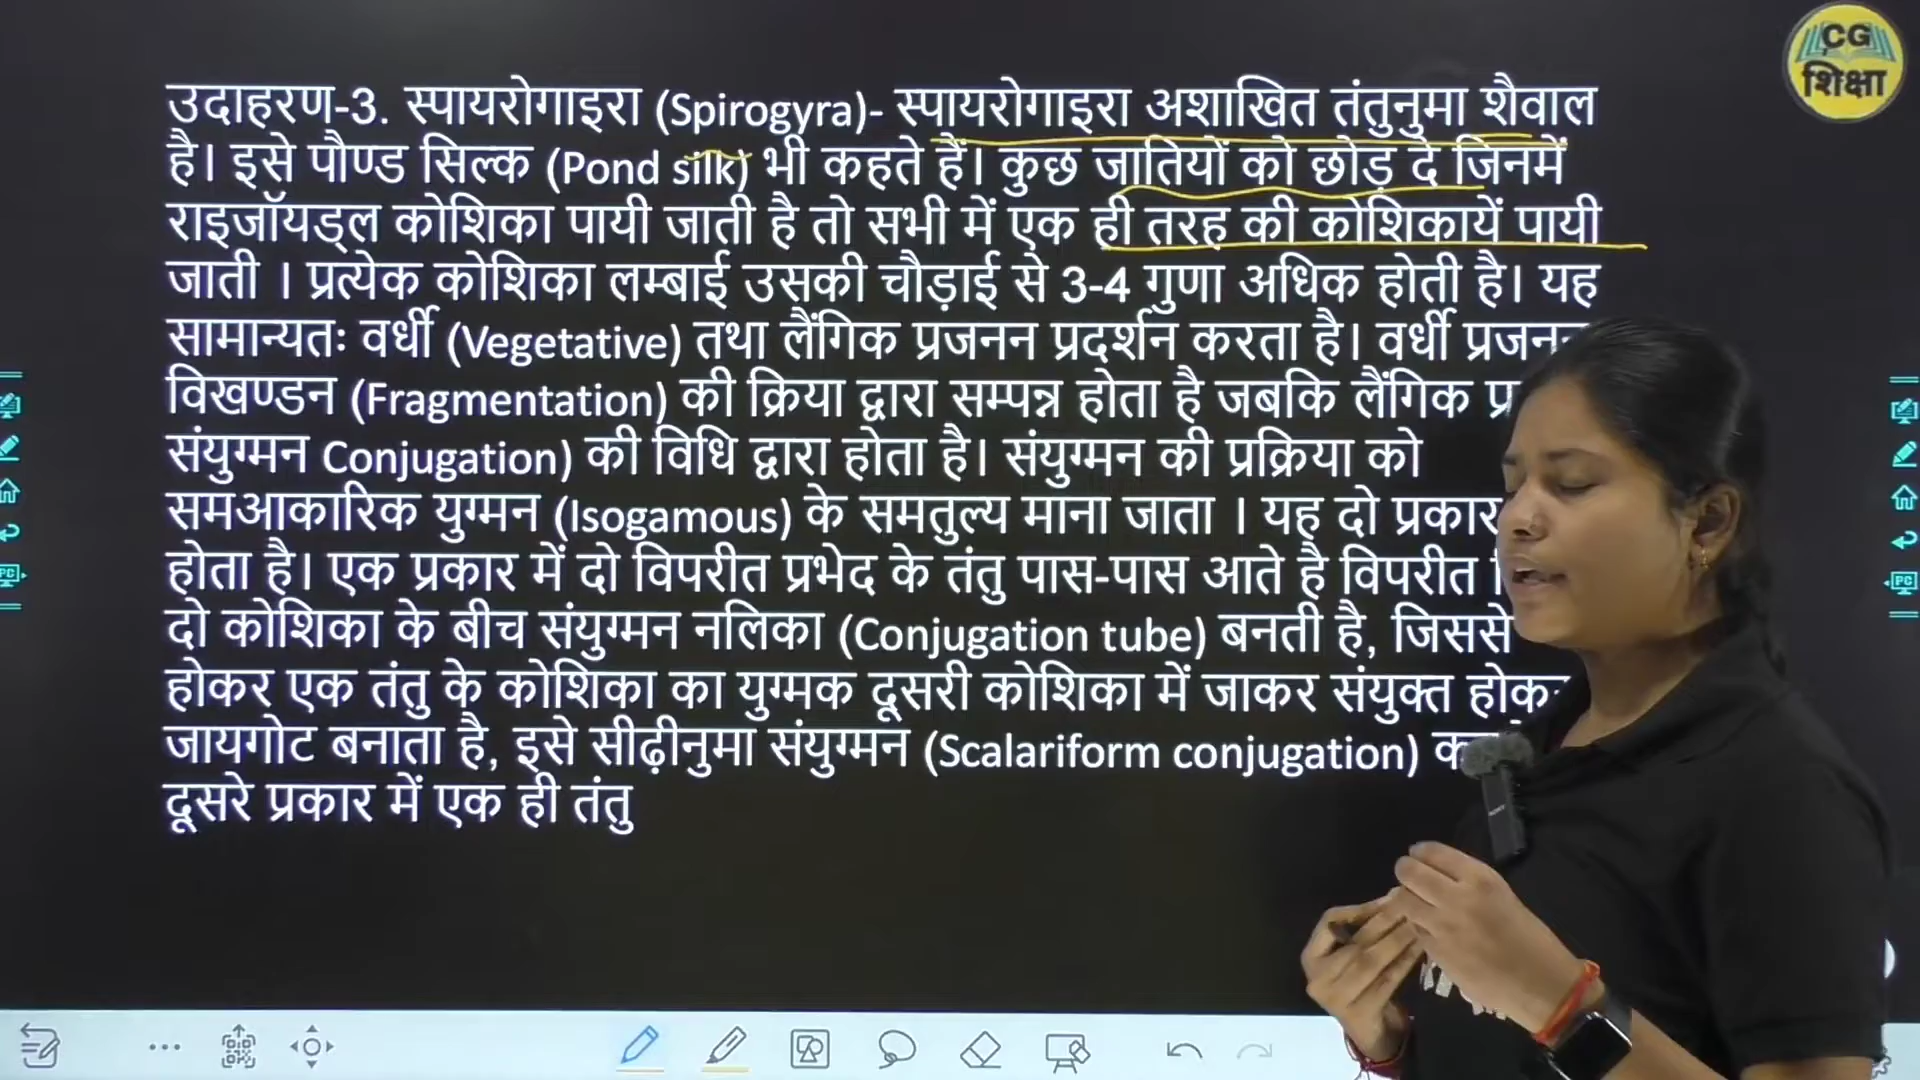 CG
शिक्षा
उदाहरण-3. स्पायरोगाइरा (Spirogyra)- स्पायरोगाइरा अशाखित तंतुनुमा शैवाल
है। इसे पौण्ड सिल्क (Pond silk) भी कहते हैं। कुछ जातियों को छोड़ दे जिनमें
राइजॉयड्ल कोशिका पायी जाती है तो सभी में एक ही तरह की कोशिकायें पायी
जाती । प्रत्येक कोशिका लम्बाई उसकी चौड़ाई से 3-4 गुणा अधिक होती है। यह
सामान्यतः वर्धी (Vegetative) तथा लैंगिक प्रजनन प्रदर्शन करता है। वर्धी
विखण्डन (Fragmentation) की क्रिया द्वारा सम्पन्न होता है जबकि लैंगिक
संयुग्मन Conjugation) की विधि द्वारा होता है। संयुग्मन की प्रक्रिया को
समआकारिक युग्मन (Isogamous) के समतुल्य माना जाता । यह दो प्रकार
होता है। एक प्रकार में दो विपरीत प्रभेद के तंतु पास-पास आते है विपरीत
दो कोशिका के बीच संयुग्मन नलिका (Conjugation tube) बनती है, जिससे
होकर एक तंतु के कोशिका का युग्मक दूसरी कोशिका में जाकर संयुक्त
जायगोट बनाता है, इसे सीढ़ीनुमा संयुग्मन (Scalariform conjugation)
दूसरे प्रकार में एक ही तंतु
PC
PC